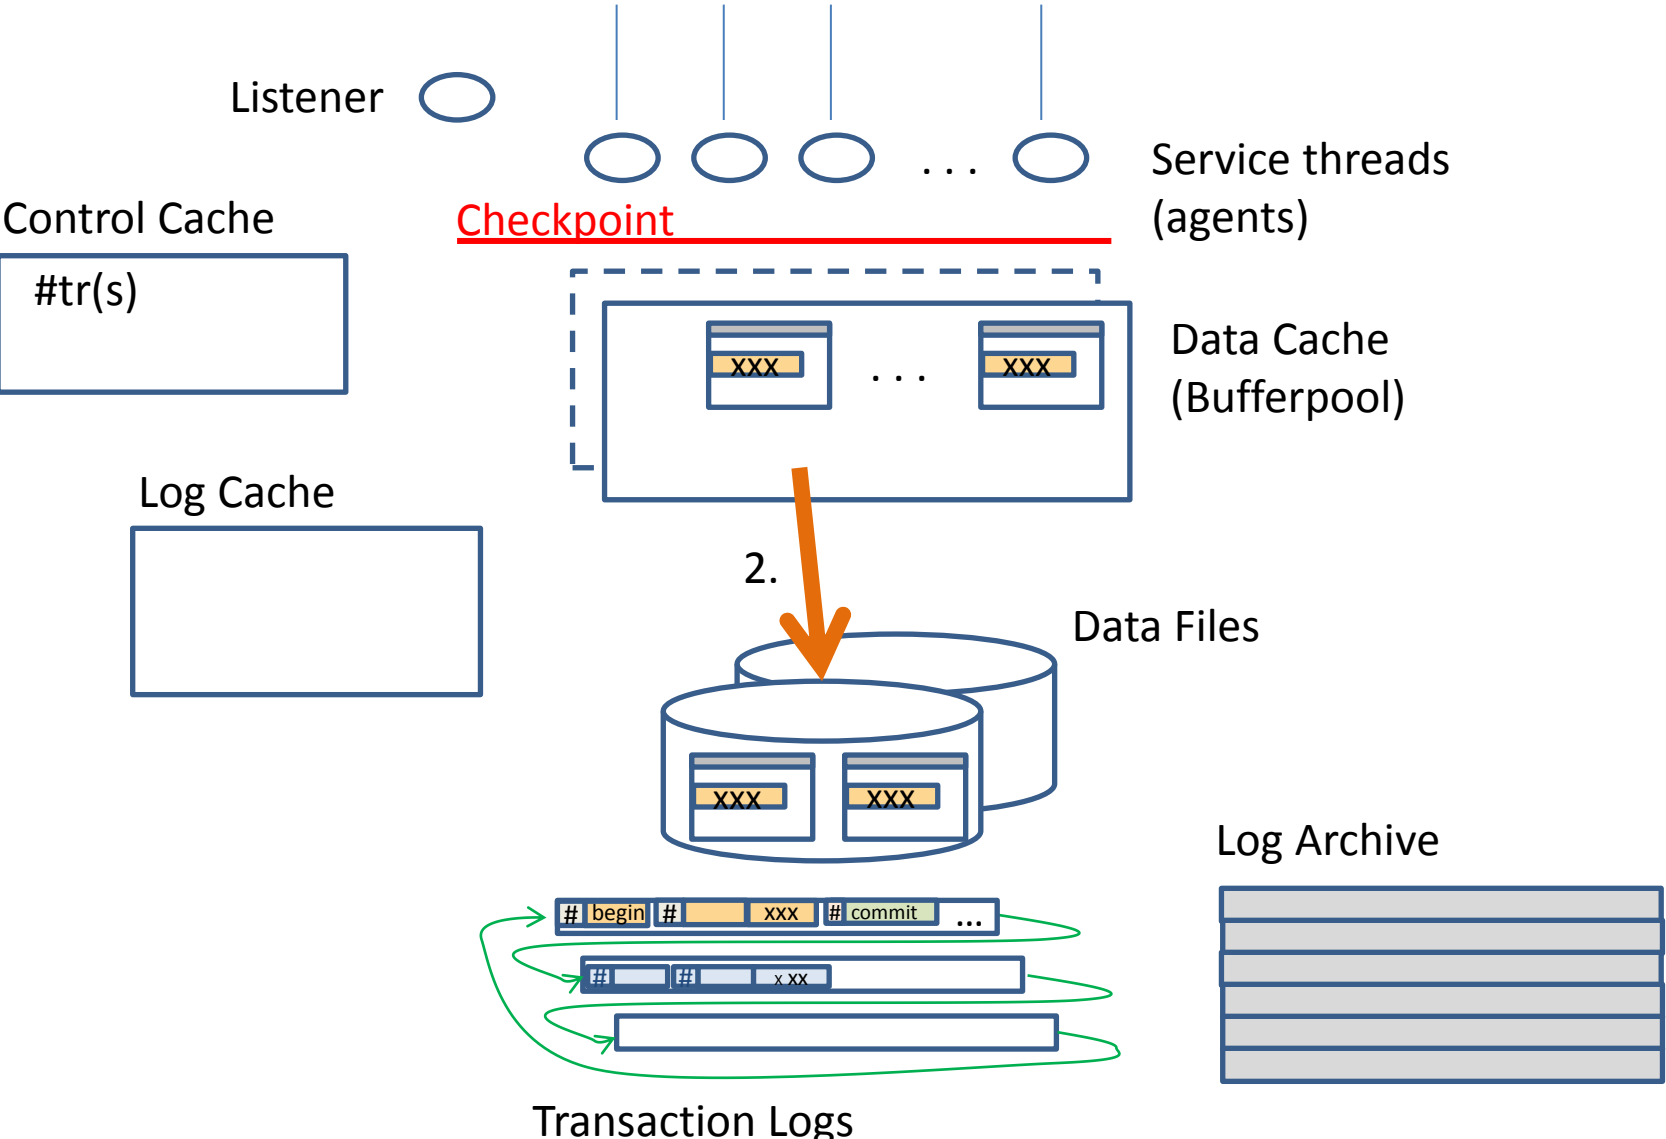 Listener
. . .
Service threads
(agents)
Control Cache
Checkpoint
#tr(s)
xxx
. . .
xxx
Data Cache
(Bufferpool)
Log Cache
2.
Data Files
xxx
xxx
Log Archive
# begin # xxx # commit ...
# # x xx
Transaction Logs